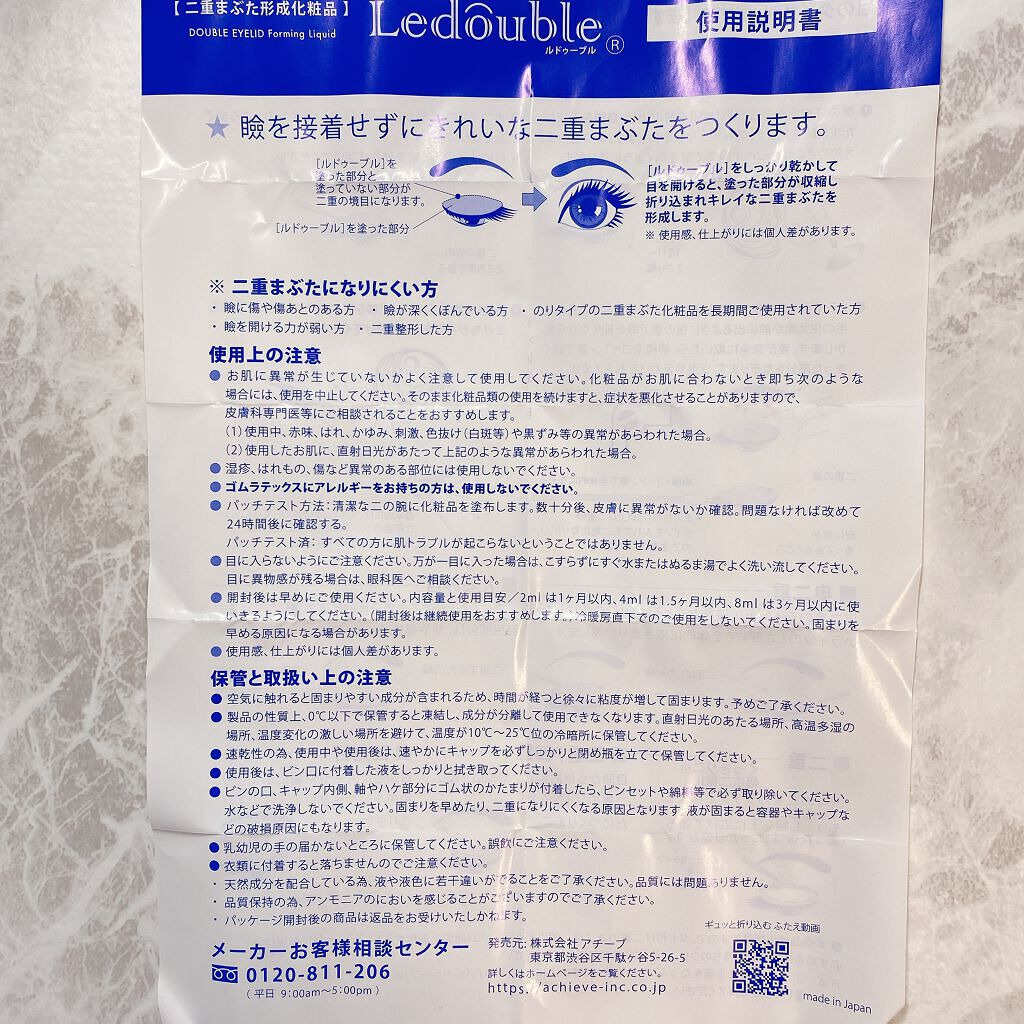 【 二重まぶた形成化粧品 】
DOUBLE EYELID Forming Liquid
Ledouble
ルドゥーブル ®
使用説明書
★ 瞼を接着せずにきれいな二重まぶたをつくります。
［ルドゥーブル］を
塗った部分と
塗っていない部分が
二重の境目になります。
［ルドゥーブル］を塗った部分
［ルドゥーブル］をしっかり乾かして
目を開けると、塗った部分が収縮し
折り込まれキレイな二重まぶたを
形成します。
※ 使用感、仕上がりには個人差があります。
※ 二重まぶたになりにくい方
・ 瞼に傷や傷あとのある方 ・ 瞼が深くくぼんでいる方 ・ のりタイプの二重まぶた化粧品を長期間ご使用されていた方
・ 瞼を開ける力が弱い方 ・ 二重整形した方
使用上の注意
● お肌に異常が生じていないかよく注意して使用してください。化粧品がお肌に合わないとき即ち次のような
場合には、使用を中止してください。そのまま化粧品類の使用を続けますと、症状を悪化させることがありますので、
皮膚科専門医等にご相談されることをおすすめします。
（1）使用中、赤味、はれ、かゆみ、刺激、色抜け（白斑等）や黒ずみ等の異常があらわれた場合。
（2）使用したお肌に、直射日光があたって上記のような異常があらわれた場合。
● 湿疹、はれもの、傷など異常のある部位には使用しないでください。
● ゴムラテックスにアレルギーをお持ちの方は、使用しないでください。
● パッチテスト方法：清潔な二の腕に化粧品を塗布します。数十分後、皮膚に異常がないか確認。問題なければ改めて
24時間後に確認する。
パッチテスト済： すべての方に肌トラブルが起こらないということではありません。
● 目に入らないようにご注意ください。万が一目に入った場合は、こすらずにすぐ水またはぬるま湯でよく洗い流してください。
目に異物感が残る場合は、眼科医へご相談ください。
● 開封後は早めにご使用ください。内容量と使用目安／2ml は1ヶ月以内、4ml は1.5ヶ月以内、8ml は3ヶ月以内に使
いきるようにしてください。（開封後は継続使用をおすすめします。）冷暖房直下でのご使用をしないでください。固まりを
早める原因になる場合があります。
● 使用感、仕上がりには個人差があります。
保管と取扱い上の注意
● 空気に触れると固まりやすい成分が含まれるため、時間が経つと徐々に粘度が増して固まります。予めご了承ください。
● 製品の性質上、0℃以下で保管すると凍結し、成分が分離して使用できなくなります。直射日光のあたる場所、高温多湿の
場所、温度変化の激しい場所を避けて、温度が10℃～25℃位の冷暗所に保管してください。
● 速乾性の為、使用中や使用後は、速やかにキャップを必ずしっかりと閉め瓶を立てて保管してください。
● 使用後は、ビン口に付着した液をしっかりと拭き取ってください。
● ビンの口、キャップ内側、軸やハケ部分にゴム状のかたまりが付着したら、ピンセットや綿棒等で必ず取り除いてください。
水などで洗浄しないでください。固まりを早めたり、二重になりにくくなる原因となります。液が固まると容器やキャップな
どの破損原因にもなります。
● 乳幼児の手の届かないところに保管してください。誤飲にご注意ください。
● 衣類に付着すると落ちませんのでご注意ください。
・ 天然成分を配合している為、液や液色に若干違いがでることをご了承ください。品質には問題ありません。
・ 品質保持の為、アンモニアのにおいを感じることがございますのでご了承ください。
・ パッケージ開封後の商品は返品をお受けいたしかねます。
メーカーお客様相談センター
0120-811-206
（ 平日 9:00am～5:00pm ）
発売元： 株式会社 アチーブ
東京都渋谷区千駄ヶ谷5-26-5
詳しくはホームページをご覧ください。
https://achieve-inc.co.jp
ギュッと折り込む ふたえ動画
made in Japan